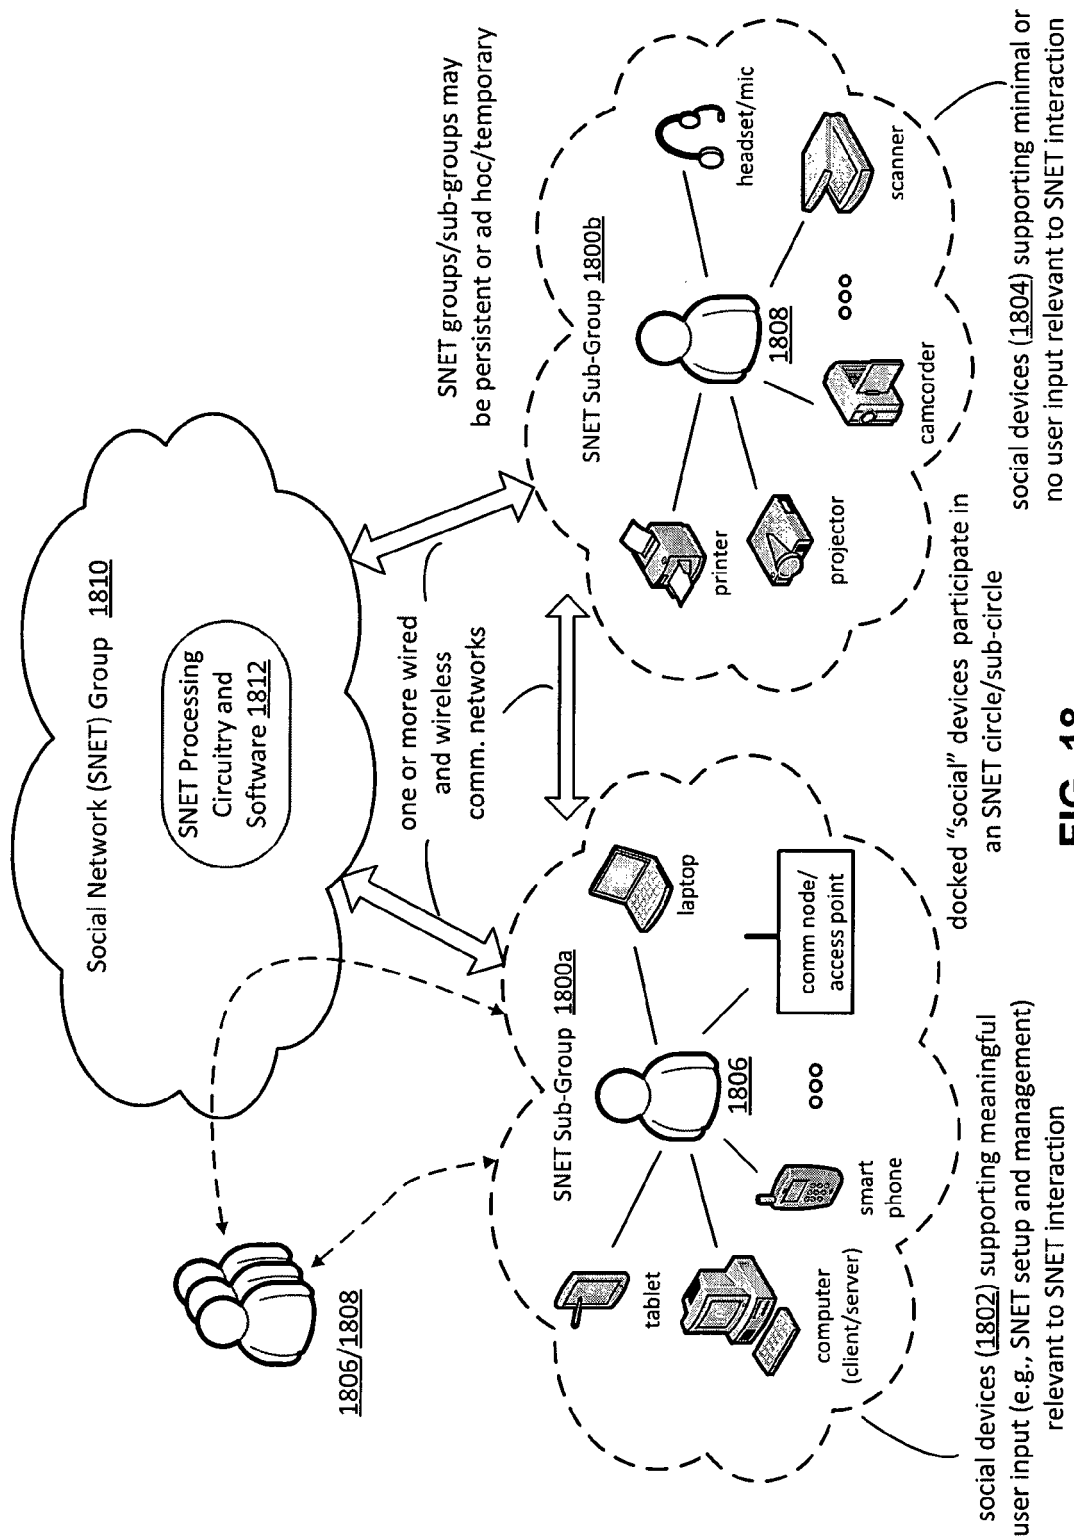 Social Network (SNET) Group 1810
SNET Processing
Circuitry and
Software 1812
SNET groups/sub-groups may
be persistent or ad hoc/temporary
one or more wired
and wireless
comm. networks
1806/1808
SNET Sub-Group 1800a
laptop
tablet
1806
comm node/
access point
computer
(client/server)
smart
phone
SNET Sub-Group 1800b
headset/mic
printer
1808
scanner
projector
camcorder
docked "social" devices participate in
an SNET circle/sub-circle
social devices (1802) supporting meaningful
user input (e.g., SNET setup and management)
relevant to SNET interaction
social devices (1804) supporting minimal or
no user input relevant to SNET interaction
FIG. 18